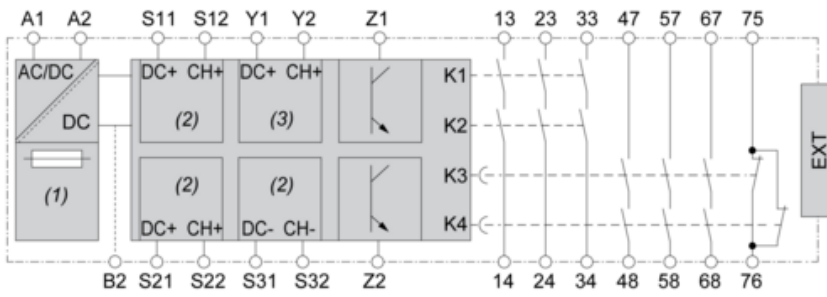 A1 A2 S11 S12 Y1 Y2 Z1 13 23 33 47 57 67 75
AC/DC DC+ CH+ DC+ CH+ K1
DC (2) (3) K2
EXT
(1) (2) (2) K3
DC+ CH+ DC- CH- K4
B2 S21 S22 S31 S32 Z2 14 24 34 48 58 68 76